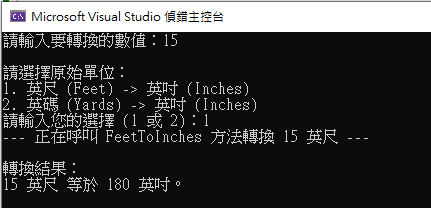 Microsoft Visual Studio 偵錯主控台
請輸入要轉換的數值：15
請選擇原始單位：
1. 英尺 (Feet) -> 英吋 (Inches)
2. 英碼 (Yards) -> 英吋 (Inches)
請輸入您的選擇 (1 或 2)：1
--- 正在呼叫 FeetToInches 方法轉換 15 英尺 ---
轉換結果：
15 英尺 等於 180 英吋。